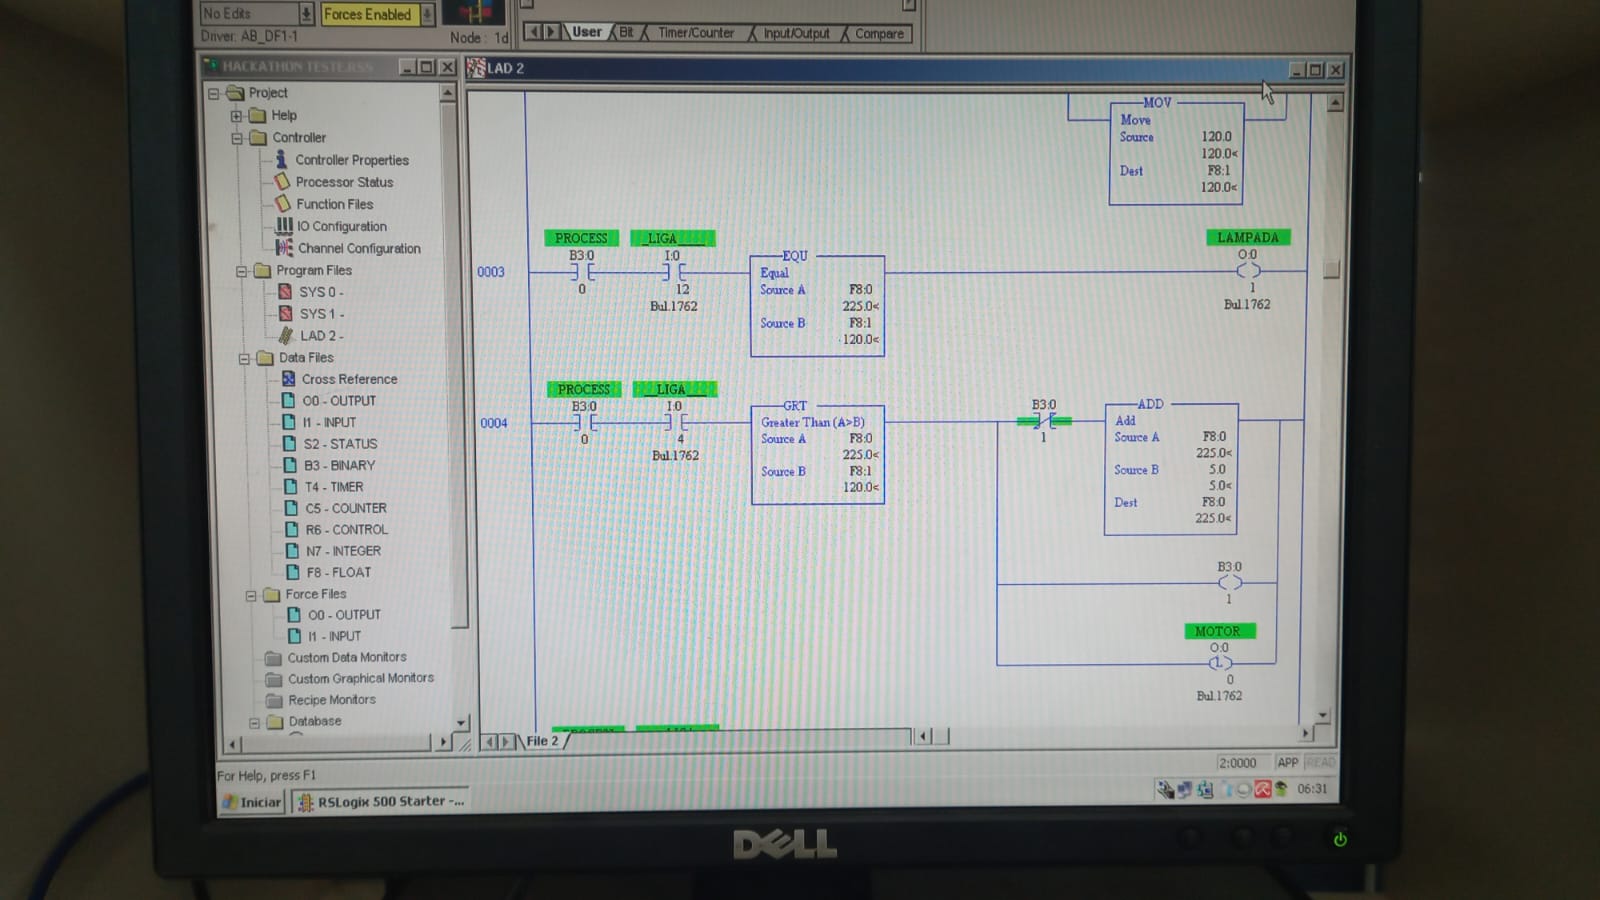 No Edits
Forces Enabled
Driver: AB_DF1-1
Node : 1d
User
Bit
Timer/Counter
Input/Output
Compare
HACKATHON TESTE.RSS
LAD 2
Project
Help
Controller
Controller Properties
Processor Status
Function Files
IO Configuration
Channel Configuration
Program Files
SYS 0 -
SYS 1 -
LAD 2 -
Data Files
Cross Reference
O0 - OUTPUT
I1 - INPUT
S2 - STATUS
B3 - BINARY
T4 - TIMER
C5 - COUNTER
R6 - CONTROL
N7 - INTEGER
F8 - FLOAT
Force Files
O0 - OUTPUT
I1 - INPUT
Custom Data Monitors
Custom Graphical Monitors
Recipe Monitors
Database
MOV
Move
Source 120.0
120.0<
Dest F8:1
120.0<
0003
PROCESS
B3:0
0
_LIGA____
I:0
12
Bul.1762
EQU
Equal
Source A F8:0
225.0<
Source B F8:1
120.0<
LAMPADA
O:0
1
Bul.1762
0004
PROCESS
B3:0
0
__LIGA___
I:0
4
Bul.1762
GRT
Greater Than (A>B)
Source A F8:0
225.0<
Source B F8:1
120.0<
B3:0
1
ADD
Add
Source A F8:0
225.0<
Source B 5.0
5.0<
Dest F8:0
225.0<
B3:0
1
MOTOR
O:0
L
0
Bul.1762
File 2
For Help, press F1
2:0000
APP
READ
Iniciar
RSLogix 500 Starter -...
06:31
DELL